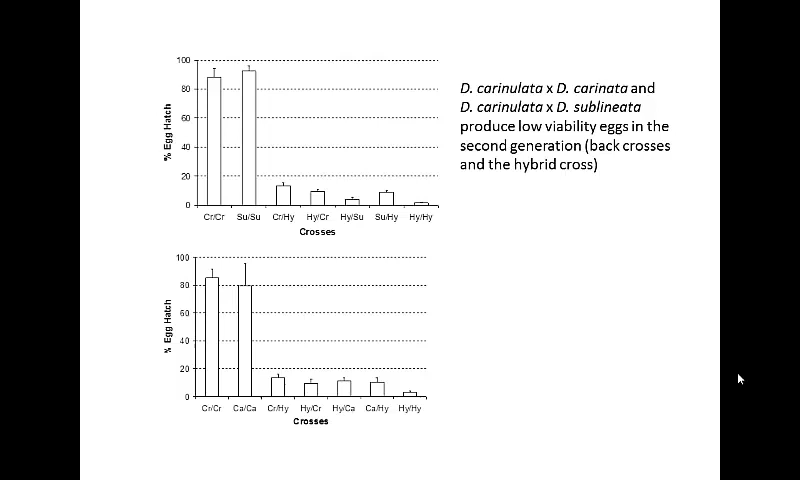 100
80
60
40
20
0
% Egg Hatch
Cr/Cr Su/Su Cr/Hy Hy/Cr Hy/Su Su/Hy Hy/Hy
Crosses
D. carinulata x D. carinata and
D. carinulata x D. sublineata
produce low viability eggs in the
second generation (back crosses
and the hybrid cross)
100
80
60
40
20
0
% Egg Hatch
Cr/Cr Ca/Ca Cr/Hy Hy/Cr Hy/Ca Ca/Hy Hy/Hy
Crosses